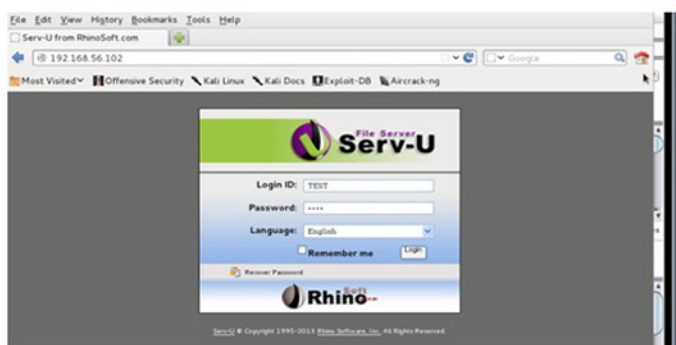 File Edit View History Bookmarks Tools Help
Serv-U from RhinoSoft.com
192.168.56.102
Google
Most Visited Offensive Security Kali Linux Kali Docs Exploit-DB Aircrack-ng
File Server
Serv-U
Login ID: TEST
Password: ••••
Language: English
Remember me Login
Recover Password
RhinoSoft
Serv-U © Copyright 1995-2013 Rhino Software, Inc. All Rights Reserved.